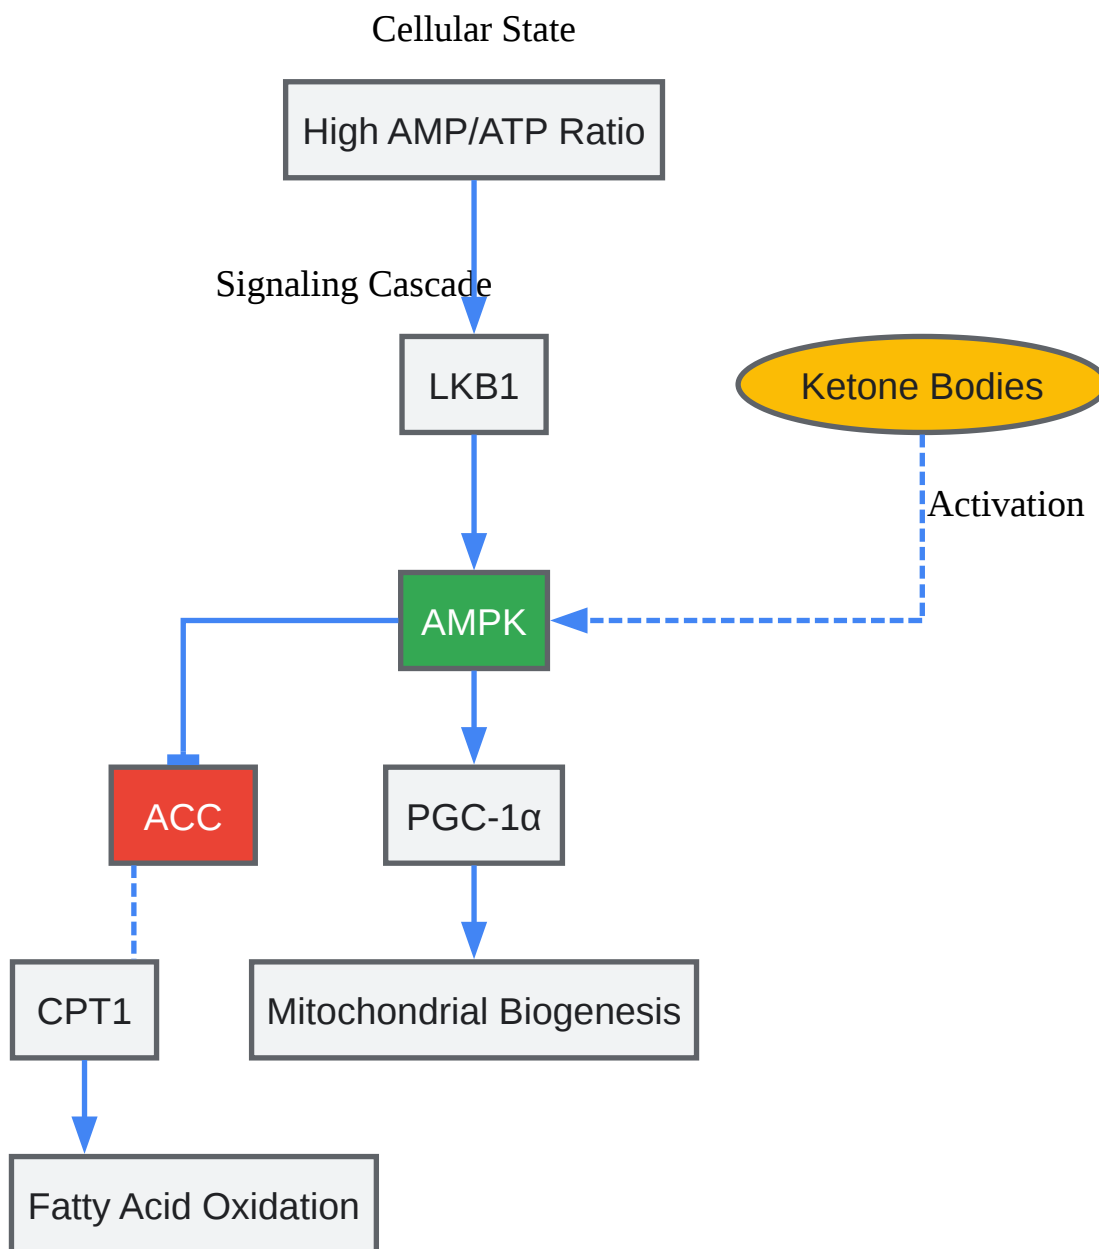 Cellular State
High AMP/ATP Ratio
Signaling Cascade
LKB1
Ketone Bodies
Activation
AMPK
ACC
PGC-1α
CPT1
Mitochondrial Biogenesis
Fatty Acid Oxidation